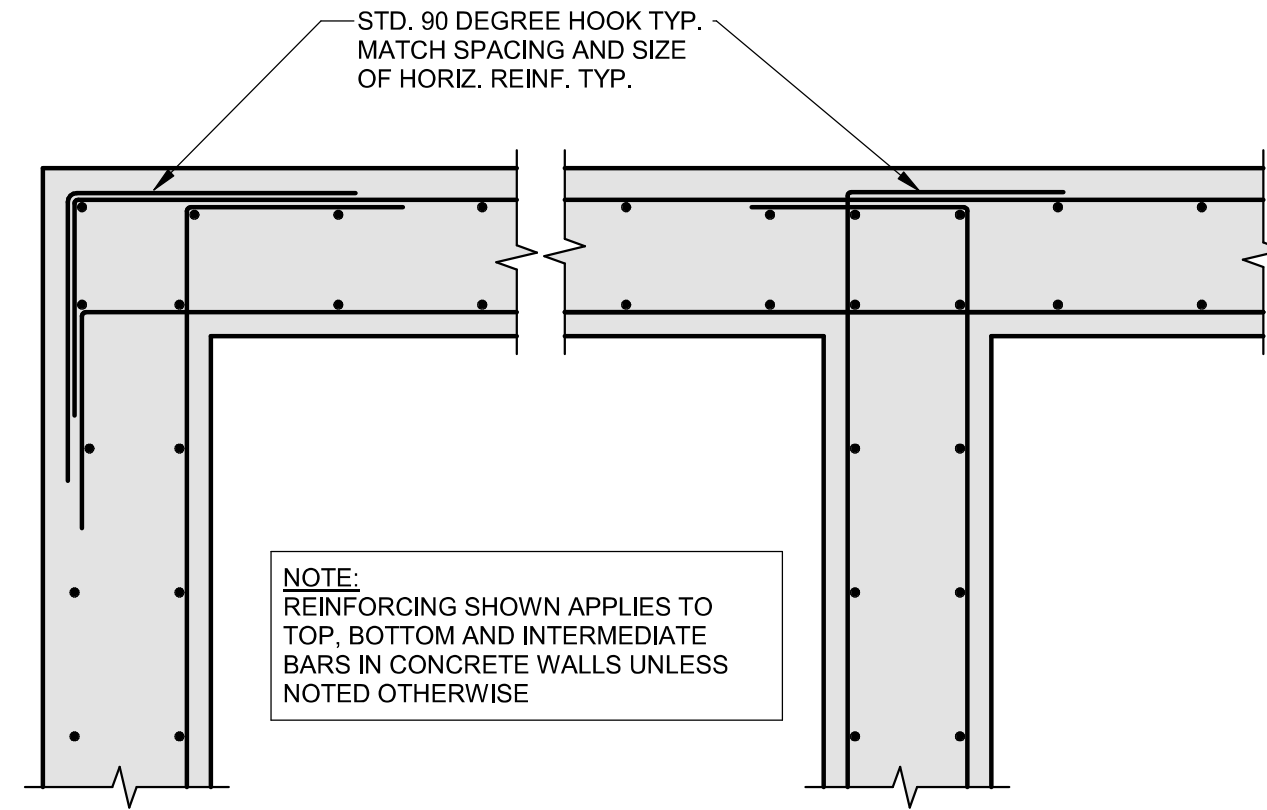 STD. 90 DEGREE HOOK TYP.
MATCH SPACING AND SIZE
OF HORIZ. REINF. TYP.
NOTE:
REINFORCING SHOWN APPLIES TO
TOP, BOTTOM AND INTERMEDIATE
BARS IN CONCRETE WALLS UNLESS
NOTED OTHERWISE